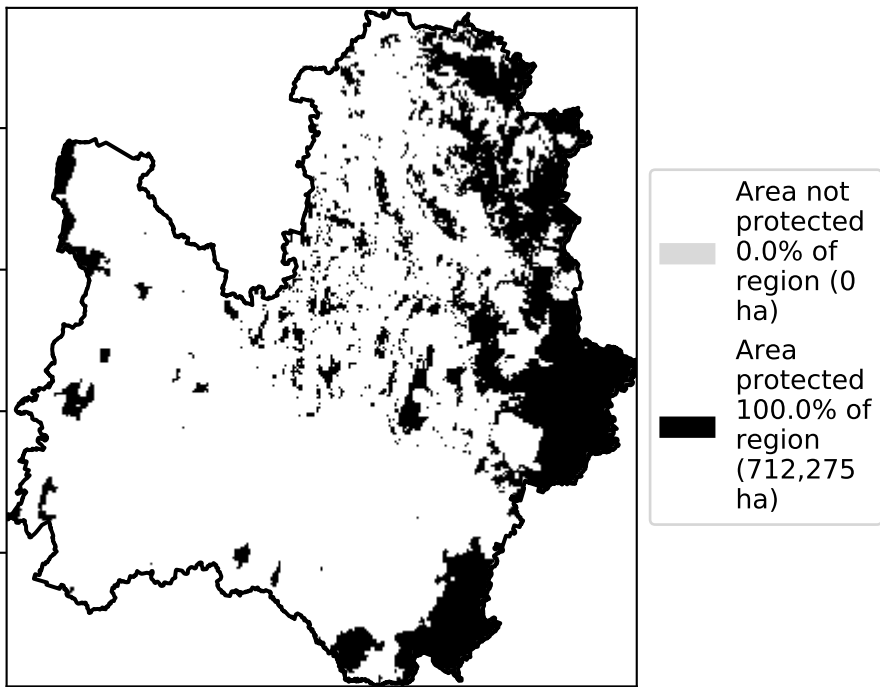 Area not
protected
0.0% of
region (0
ha)
Area
protected
100.0% of
region
(712,275
ha)